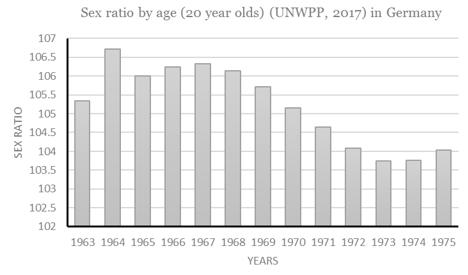 Sex ratio by age (20 year olds) (UNWPP, 2017) in Germany
107
106.5
106
105.5
105
104.5
104
103.5
103
102.5
102
SEX RATIO
1963 1964 1965 1966 1967 1968 1969 1970 1971 1972 1973 1974 1975
YEARS